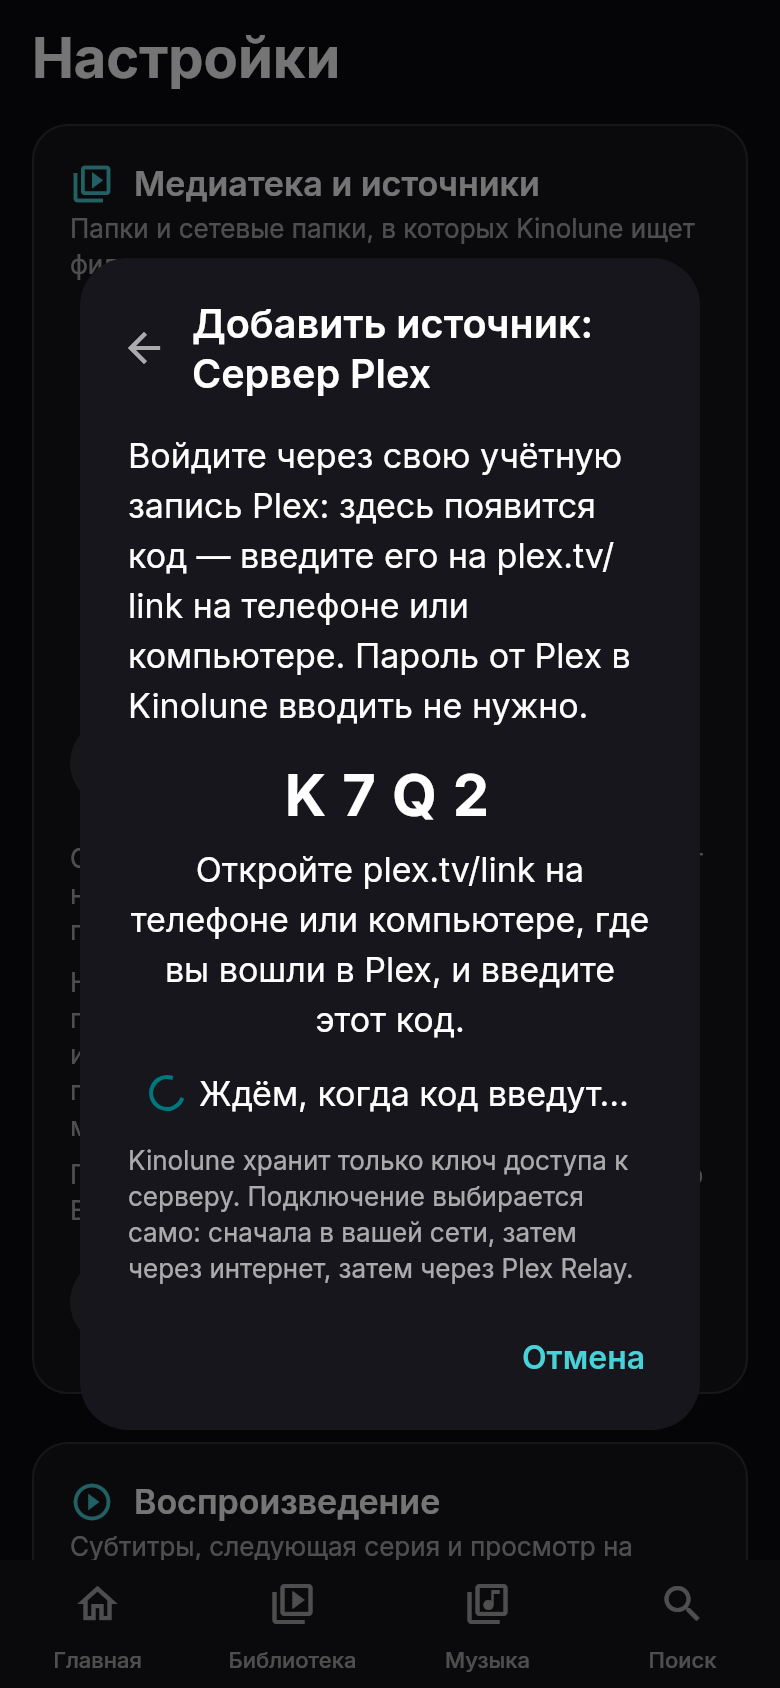 Настройки
Медиатека и источники
Папки и сетевые папки, в которых Kinolune ищет
Добавить источник:
Сервер Plex
Войдите через свою учётную
запись Plex: здесь появится
код — введите его на plex.tv/
link на телефоне или
компьютере. Пароль от Plex в
Kinolune вводить не нужно.
K 7 Q 2
Откройте plex.tv/link на
телефоне или компьютере, где
вы вошли в Plex, и введите
этот код.
Ждём, когда код введут...
Kinolune хранит только ключ доступа к
серверу. Подключение выбирается
само: сначала в вашей сети, затем
через интернет, затем через Plex Relay.
Отмена
Воспроизведение
Субтитры, следующая серия и просмотр на
Главная
Библиотека
Музыка
Поиск